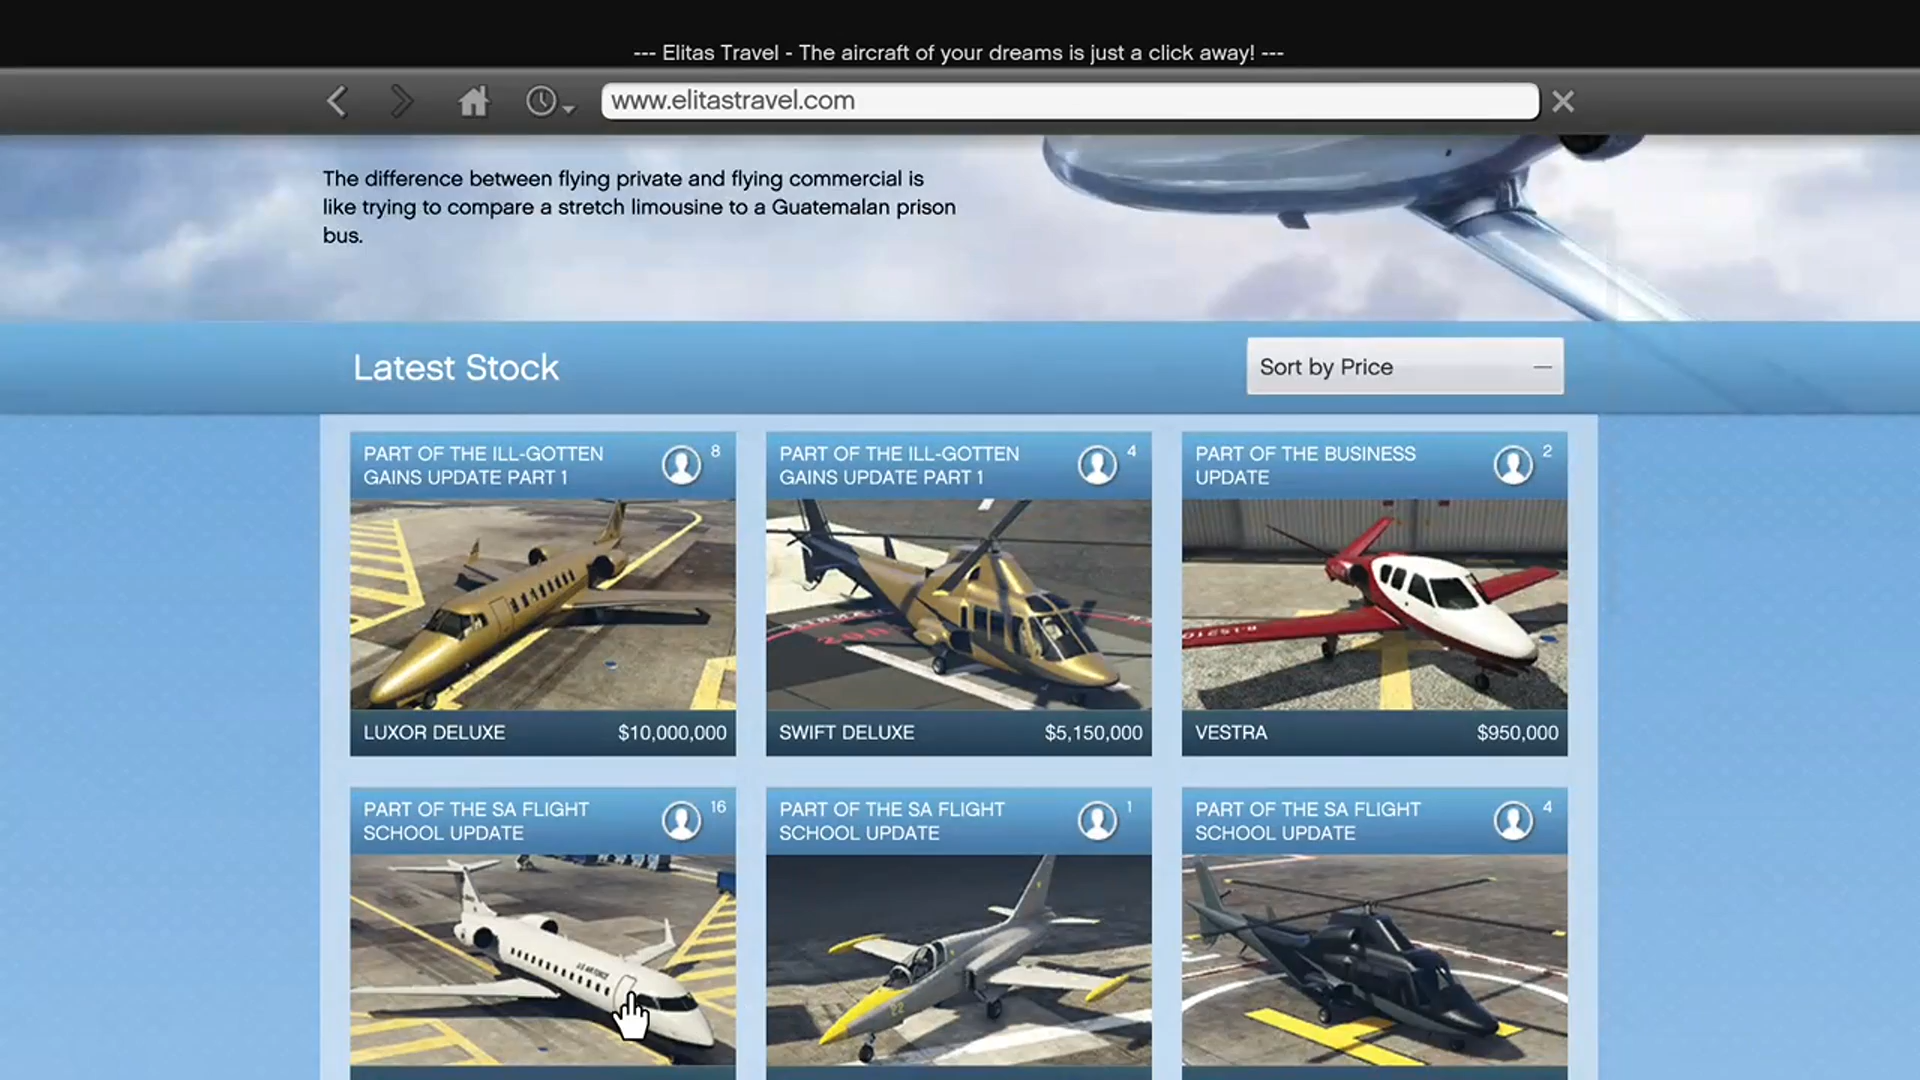 --- Elitas Travel - The aircraft of your dreams is just a click away! ---
www.elitastravel.com
The difference between flying private and flying commercial is
like trying to compare a stretch limousine to a Guatemalan prison
bus.
Latest Stock
Sort by Price
PART OF THE ILL-GOTTEN
GAINS UPDATE PART 1
8
LUXOR DELUXE
$10,000,000
PART OF THE ILL-GOTTEN
GAINS UPDATE PART 1
4
SWIFT DELUXE
$5,150,000
PART OF THE BUSINESS
UPDATE
2
VESTRA
$950,000
PART OF THE SA FLIGHT
SCHOOL UPDATE
16
PART OF THE SA FLIGHT
SCHOOL UPDATE
1
PART OF THE SA FLIGHT
SCHOOL UPDATE
4